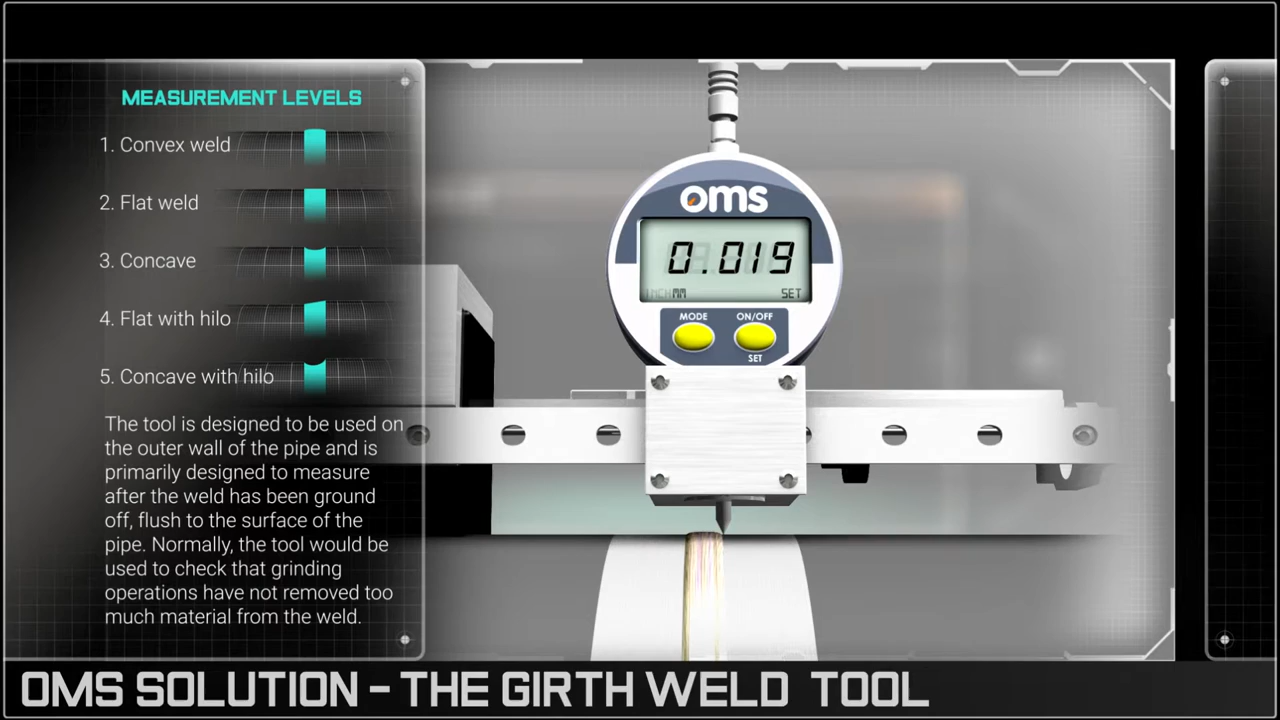 MEASUREMENT LEVELS
1. Convex weld
2. Flat weld
3. Concave
4. Flat with hilo
5. Concave with hilo
The tool is designed to be used on
the outer wall of the pipe and is
primarily designed to measure
after the weld has been ground
off, flush to the surface of the
pipe. Normally, the tool would be
used to check that grinding
operations have not removed too
much material from the weld.
oms
0.019
INCH MM SET
MODE ON/OFF
SET
OMS SOLUTION - THE GIRTH WELD TOOL